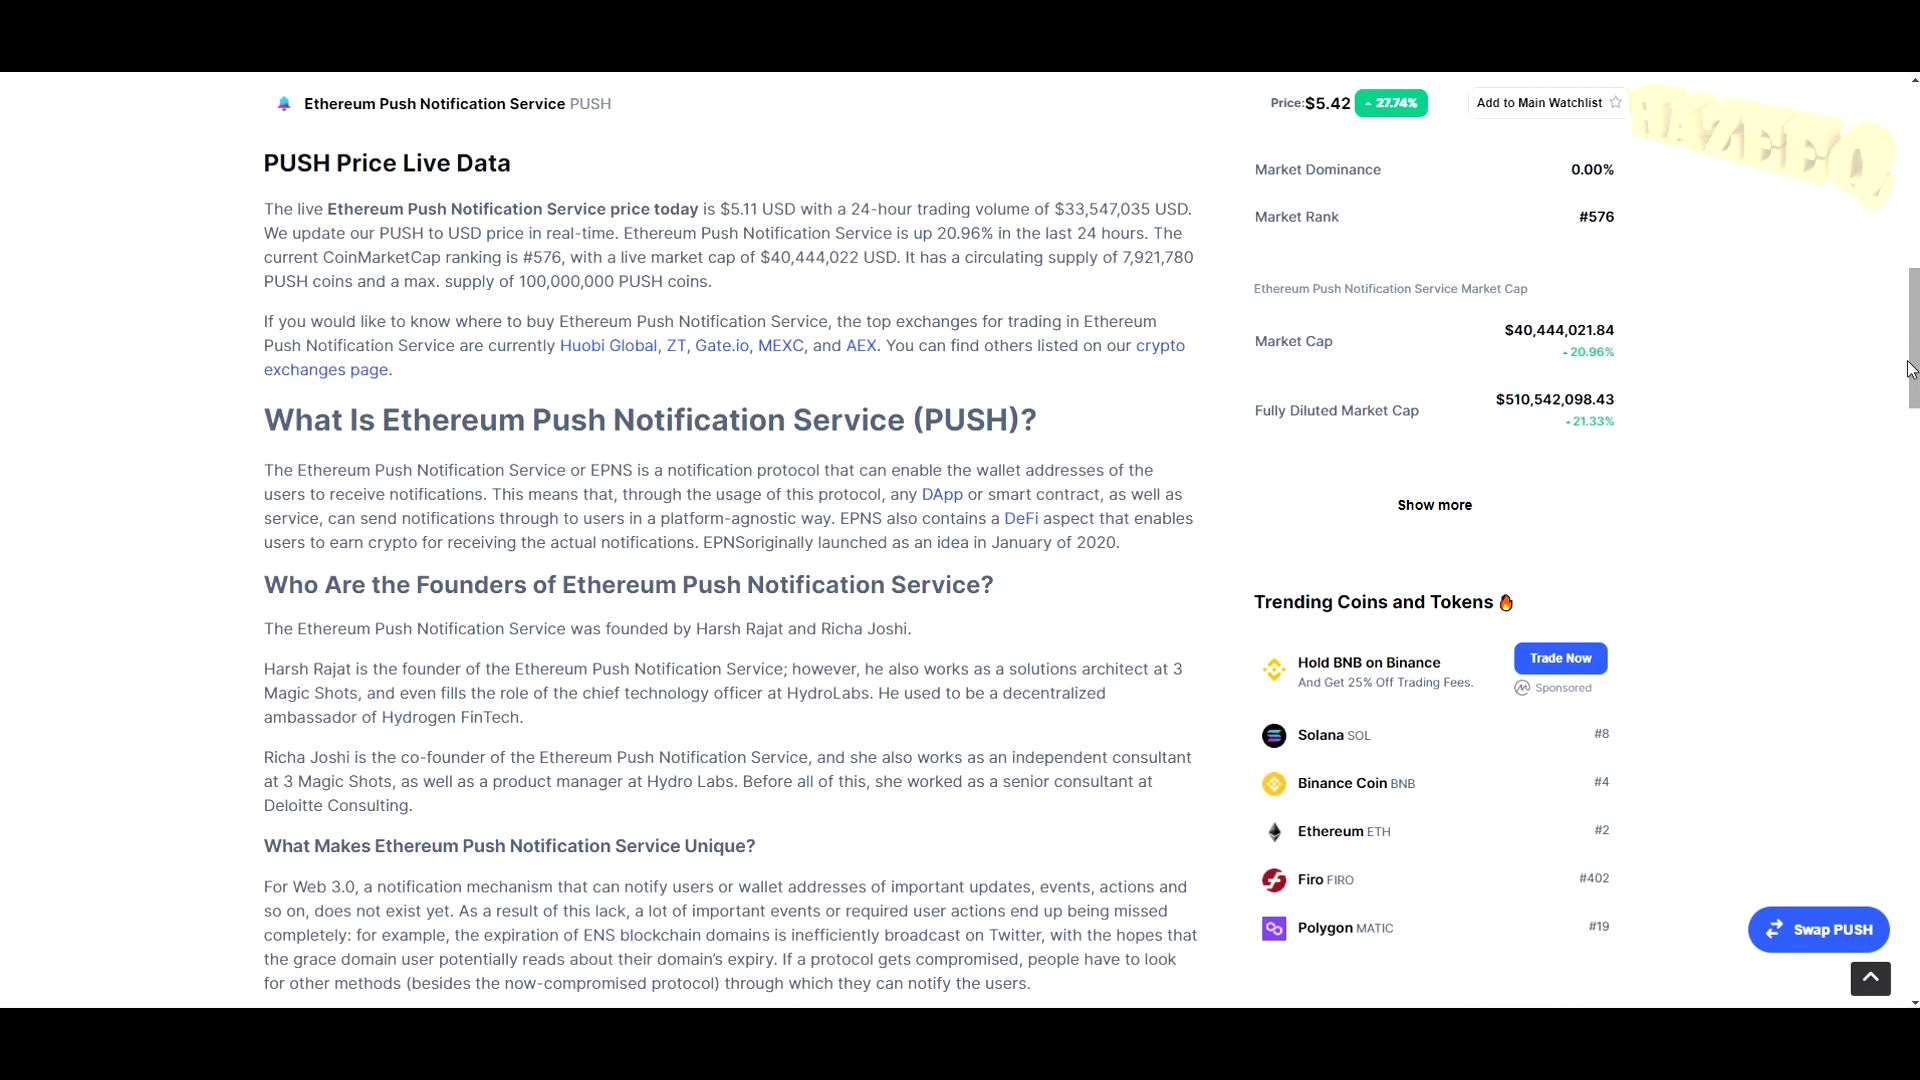 Ethereum Push Notification Service PUSH
Price:$5.42 27.74%
Add to Main Watchlist
HAZEEQ
PUSH Price Live Data
The live Ethereum Push Notification Service price today is $5.11 USD with a 24-hour trading volume of $33,547,035 USD.
We update our PUSH to USD price in real-time. Ethereum Push Notification Service is up 20.96% in the last 24 hours. The
current CoinMarketCap ranking is #576, with a live market cap of $40,444,022 USD. It has a circulating supply of 7,921,780
PUSH coins and a max. supply of 100,000,000 PUSH coins.
If you would like to know where to buy Ethereum Push Notification Service, the top exchanges for trading in Ethereum
Push Notification Service are currently Huobi Global, ZT, Gate.io, MEXC, and AEX. You can find others listed on our crypto
exchanges page.
What Is Ethereum Push Notification Service (PUSH)?
The Ethereum Push Notification Service or EPNS is a notification protocol that can enable the wallet addresses of the
users to receive notifications. This means that, through the usage of this protocol, any DApp or smart contract, as well as
service, can send notifications through to users in a platform-agnostic way. EPNS also contains a DeFi aspect that enables
users to earn crypto for receiving the actual notifications. EPNSoriginally launched as an idea in January of 2020.
Who Are the Founders of Ethereum Push Notification Service?
The Ethereum Push Notification Service was founded by Harsh Rajat and Richa Joshi.
Harsh Rajat is the founder of the Ethereum Push Notification Service; however, he also works as a solutions architect at 3
Magic Shots, and even fills the role of the chief technology officer at HydroLabs. He used to be a decentralized
ambassador of Hydrogen FinTech.
Richa Joshi is the co-founder of the Ethereum Push Notification Service, and she also works as an independent consultant
at 3 Magic Shots, as well as a product manager at Hydro Labs. Before all of this, she worked as a senior consultant at
Deloitte Consulting.
What Makes Ethereum Push Notification Service Unique?
For Web 3.0, a notification mechanism that can notify users or wallet addresses of important updates, events, actions and
so on, does not exist yet. As a result of this lack, a lot of important events or required user actions end up being missed
completely: for example, the expiration of ENS blockchain domains is inefficiently broadcast on Twitter, with the hopes that
the grace domain user potentially reads about their domain's expiry. If a protocol gets compromised, people have to look
for other methods (besides the now-compromised protocol) through which they can notify the users.
Market Dominance 0.00%
Market Rank #576
Ethereum Push Notification Service Market Cap
Market Cap $40,444,021.84
20.96%
Fully Diluted Market Cap $510,542,098.43
21.33%
Show more
Trending Coins and Tokens
Hold BNB on Binance
And Get 25% Off Trading Fees.
Trade Now
Sponsored
Solana SOL #8
Binance Coin BNB #4
Ethereum ETH #2
Firo FIRO #402
Polygon MATIC #19
Swap PUSH